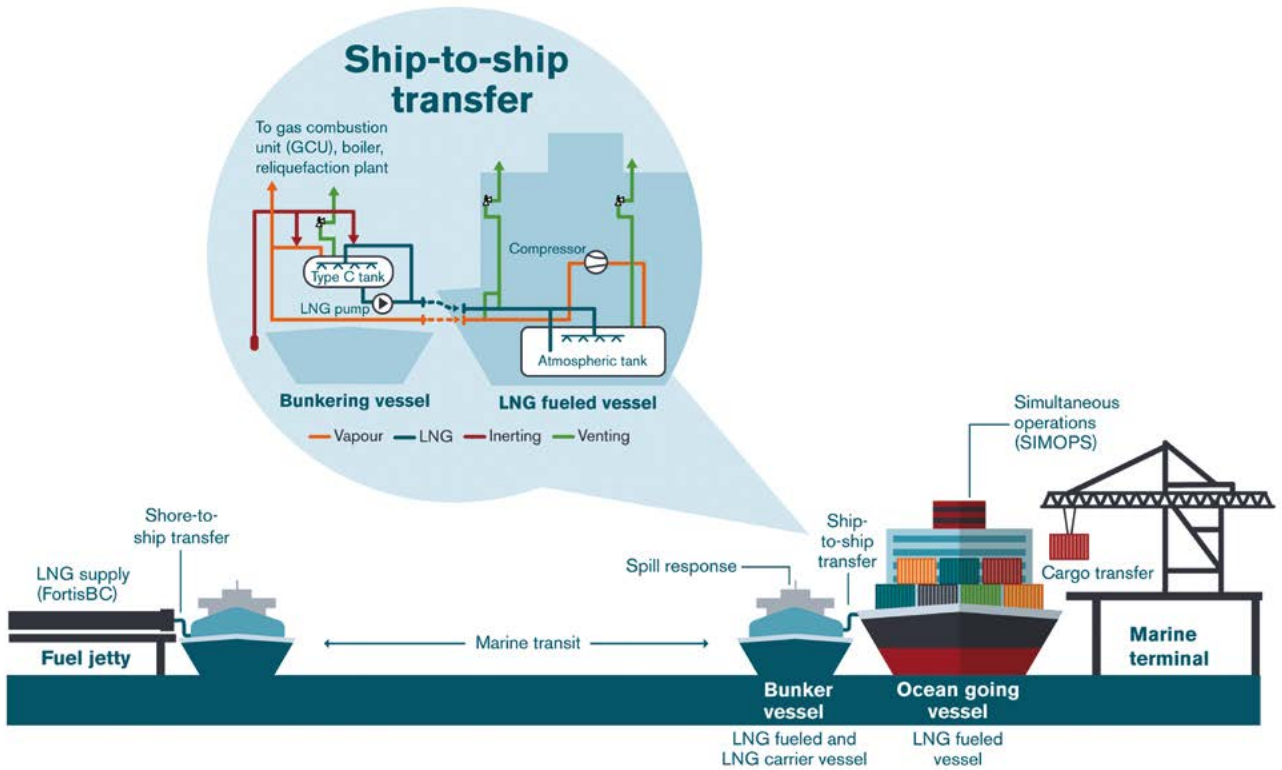 Ship-to-ship
transfer
To gas combustion
unit (GCU), boiler,
reliquefaction plant
Compressor
Type C tank
LNG pump
Atmospheric tank
Bunkering vessel
LNG fueled vessel
Vapour
LNG
Inerting
Venting
Simultaneous
operations
(SIMOPS)
Shore-to-
ship transfer
LNG supply
(FortisBC)
Fuel jetty
Marine transit
Spill response
Ship-
to-ship
transfer
Cargo transfer
Marine
terminal
Bunker
vessel
LNG fueled and
LNG carrier vessel
Ocean going
vessel
LNG fueled
vessel